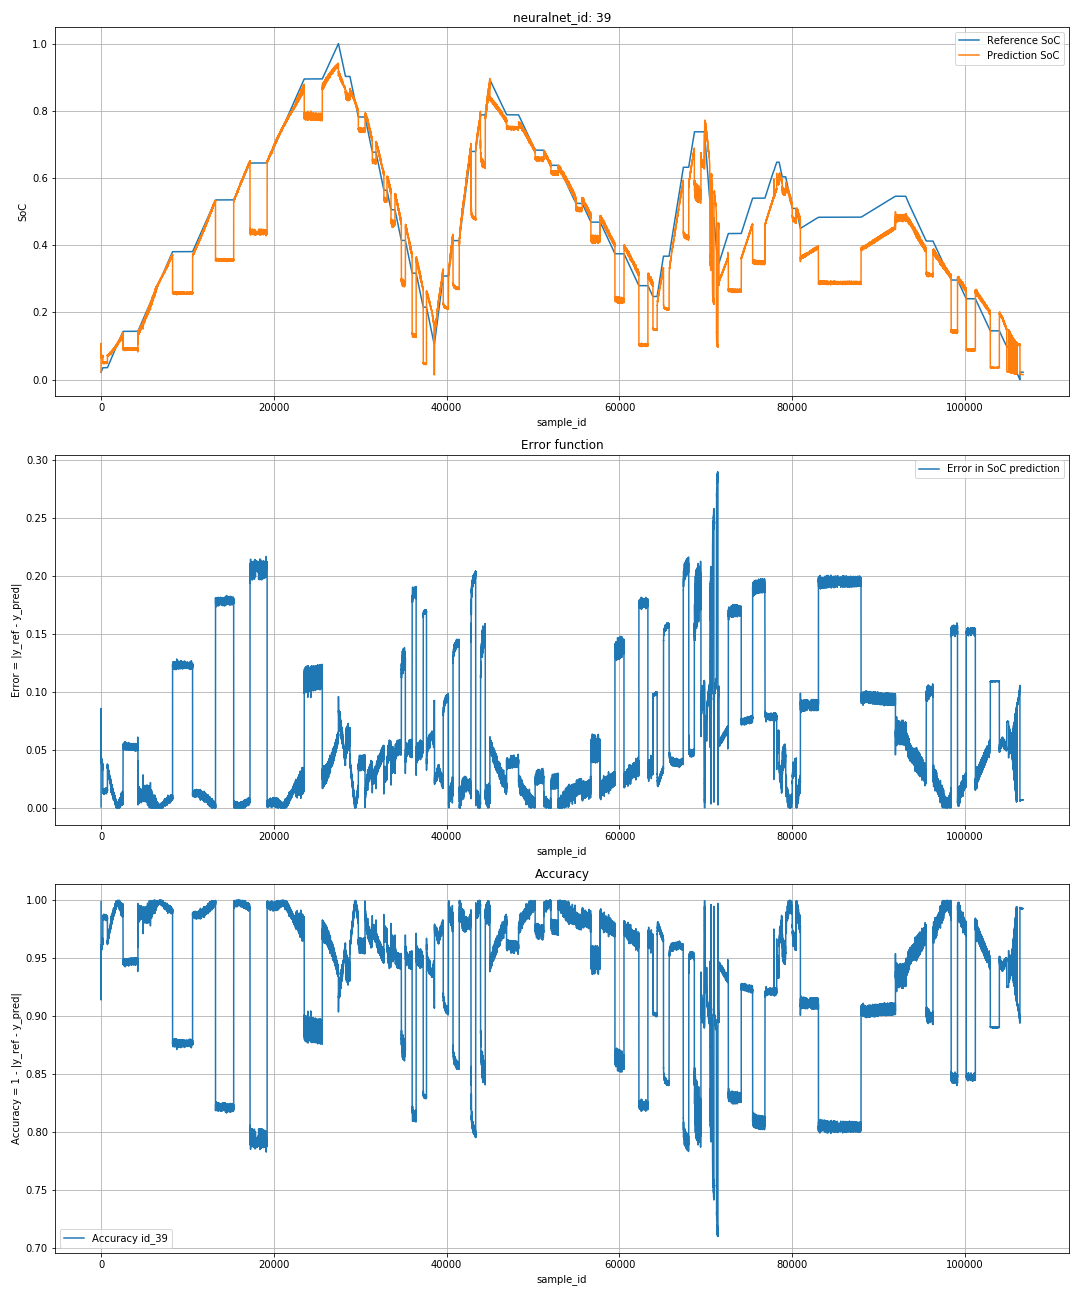 neuralnet_id: 39
1.0
0.8
0.6
0.4
0.2
0.0
SoC
Reference SoC
Prediction SoC
0 20000 40000 60000 80000 100000
sample_id
Error function
0.30
0.25
0.20
0.15
0.10
0.05
0.00
Error = |y_ref - y_pred|
Error in SoC prediction
0 20000 40000 60000 80000 100000
sample_id
Accuracy
1.00
0.95
0.90
0.85
0.80
0.75
0.70
Accuracy = 1 - |y_ref - y_pred|
Accuracy id_39
0 20000 40000 60000 80000 100000
sample_id